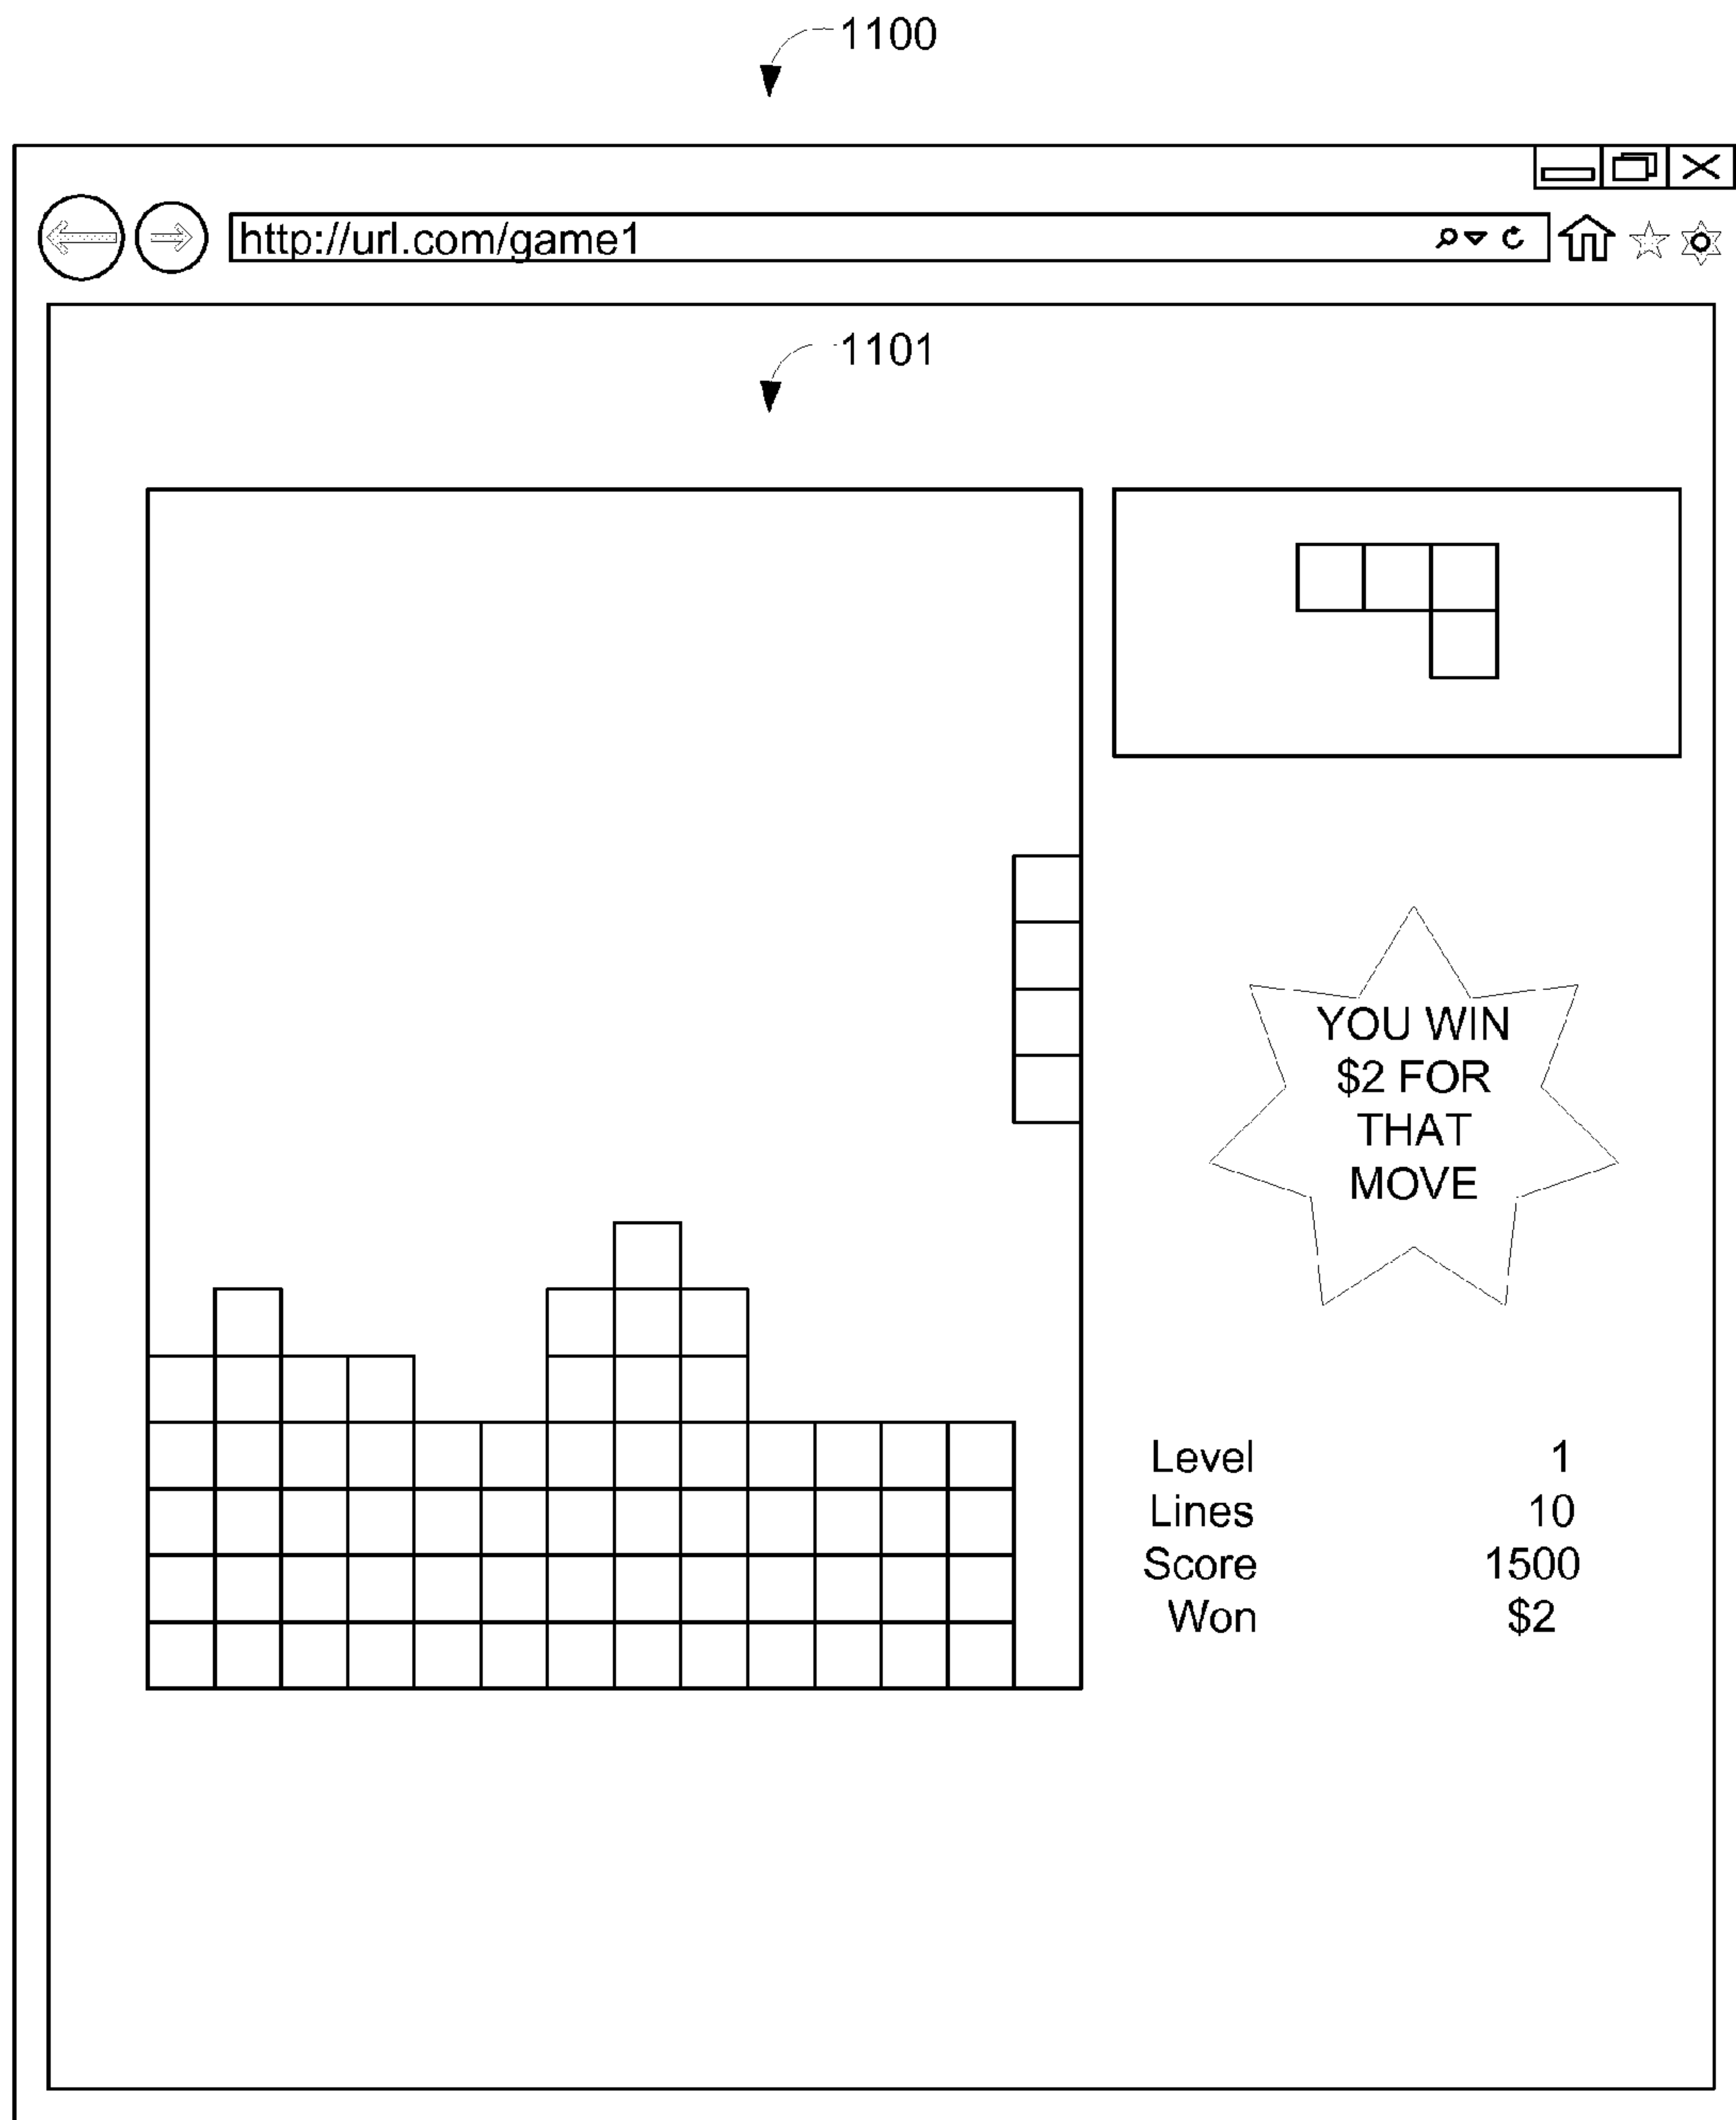 1100
http://url.com/game1
1101
YOU WIN
$2 FOR
THAT
MOVE
Level 1
Lines 10
Score 1500
Won $2